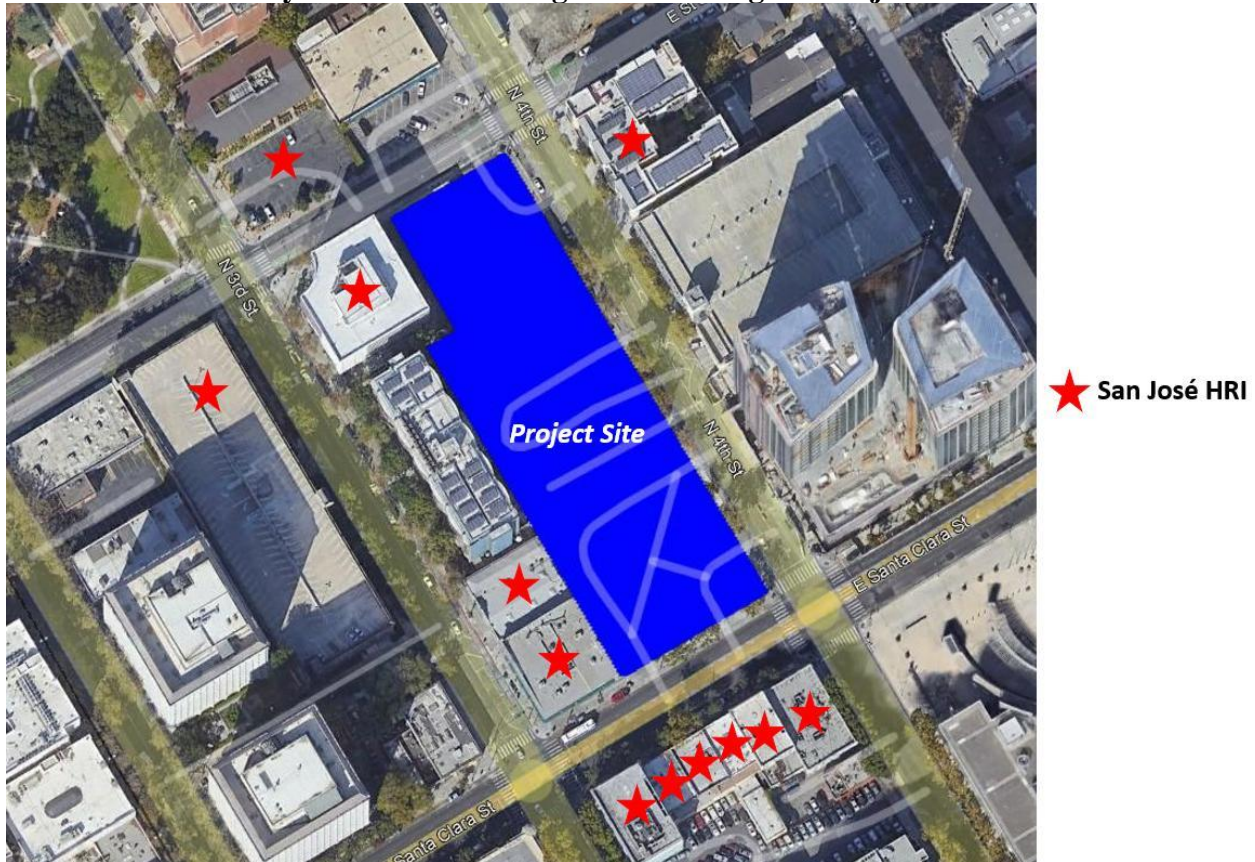 N 4th St
N 3rd St
Project Site
San José HRI
N 4th St
E Santa Clara St
Santa Clara St